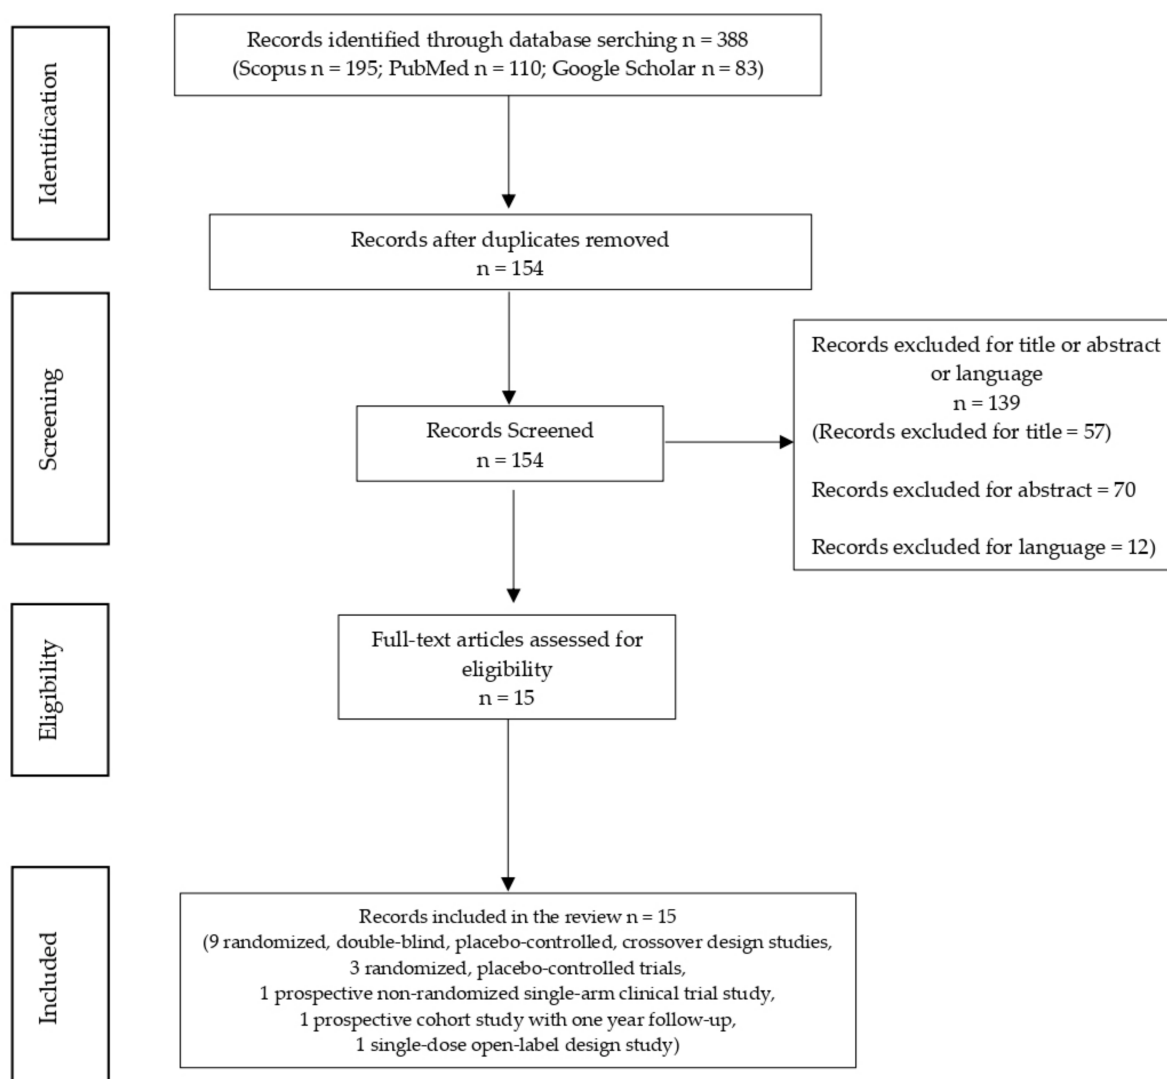 Identification
Records identified through database serching n = 388
(Scopus n = 195; PubMed n = 110; Google Scholar n = 83)
Records after duplicates removed
n = 154
Screening
Records Screened
n = 154
Records excluded for title or abstract
or language
n = 139
(Records excluded for title = 57)
Records excluded for abstract = 70
Records excluded for language = 12)
Eligibility
Full-text articles assessed for
eligibility
n = 15
Included
Records included in the review n = 15
(9 randomized, double-blind, placebo-controlled, crossover design studies,
3 randomized, placebo-controlled trials,
1 prospective non-randomized single-arm clinical trial study,
1 prospective cohort study with one year follow-up,
1 single-dose open-label design study)